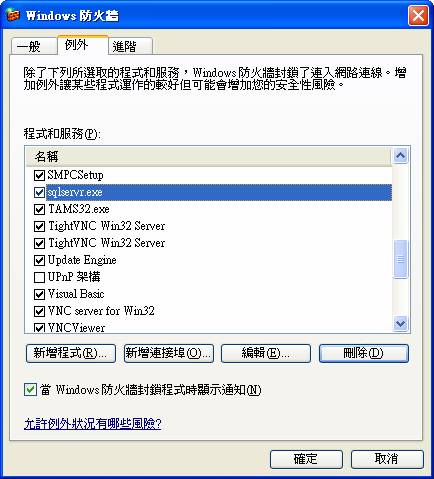 Windows 防火牆
一般 例外 進階
除了下列所選取的程式和服務，Windows 防火牆封鎖了連入網路連線。增
加例外讓某些程式運作的較好但可能會增加您的安全性風險。
程式和服務(P):
名稱
SMPCSetup
sqlservr.exe
TAMS32.exe
TightVNC Win32 Server
TightVNC Win32 Server
Update Engine
UPnP 架構
Visual Basic
VNC server for Win32
VNCViewer
新增程式(R)... 新增連接埠(O)... 編輯(E)... 刪除(D)
當 Windows 防火牆封鎖程式時顯示通知(N)
允許例外狀況有哪些風險?
確定 取消